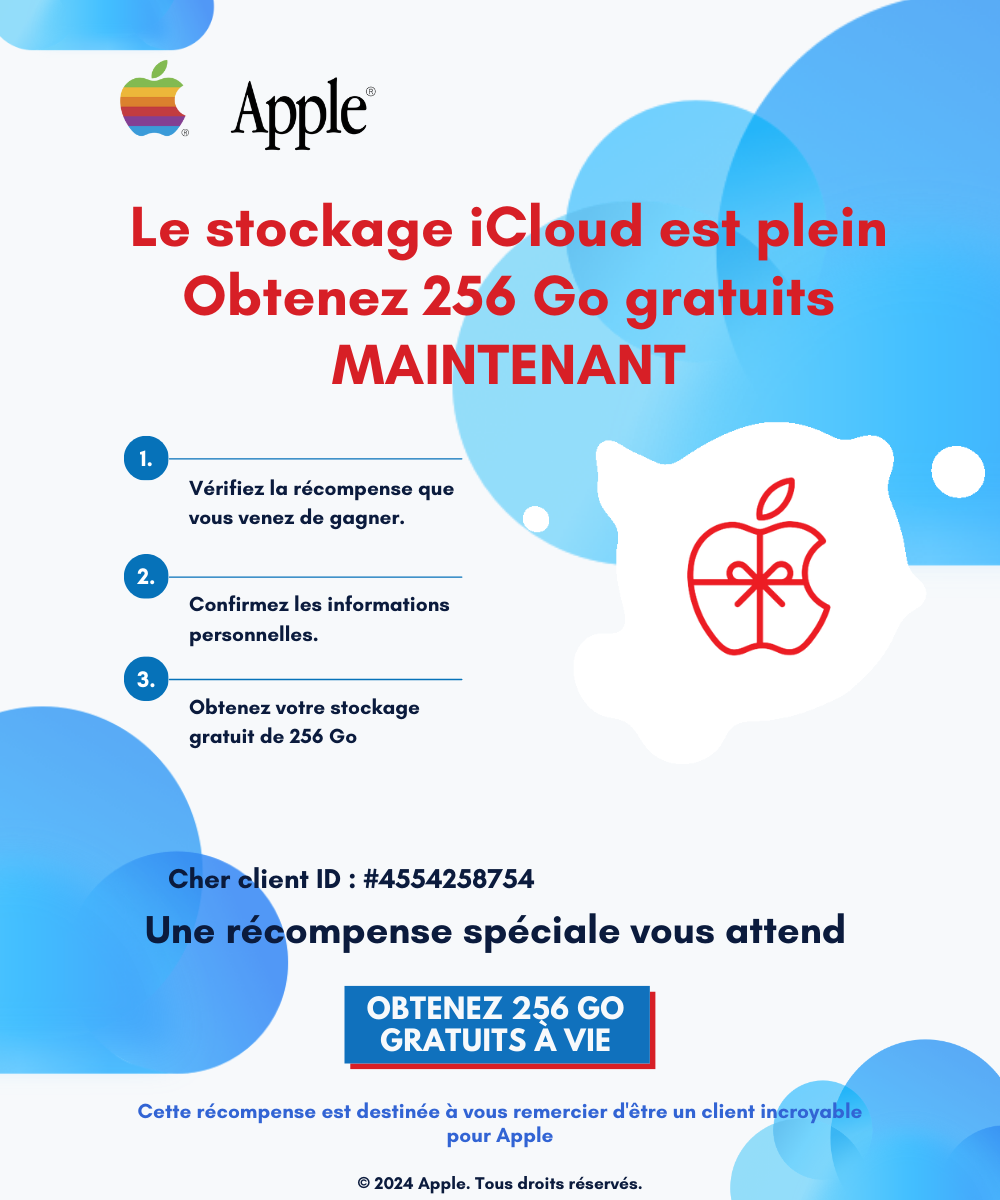 Apple®
Le stockage iCloud est plein
Obtenez 256 Go gratuits
MAINTENANT
1.
Vérifiez la récompense que
vous venez de gagner.
2.
Confirmez les informations
personnelles.
3.
Obtenez votre stockage
gratuit de 256 Go
Cher client ID : #4554258754
Une récompense spéciale vous attend
OBTENEZ 256 GO
GRATUITS À VIE
Cette récompense est destinée à vous remercier d'être un client incroyable
pour Apple
© 2024 Apple. Tous droits réservés.